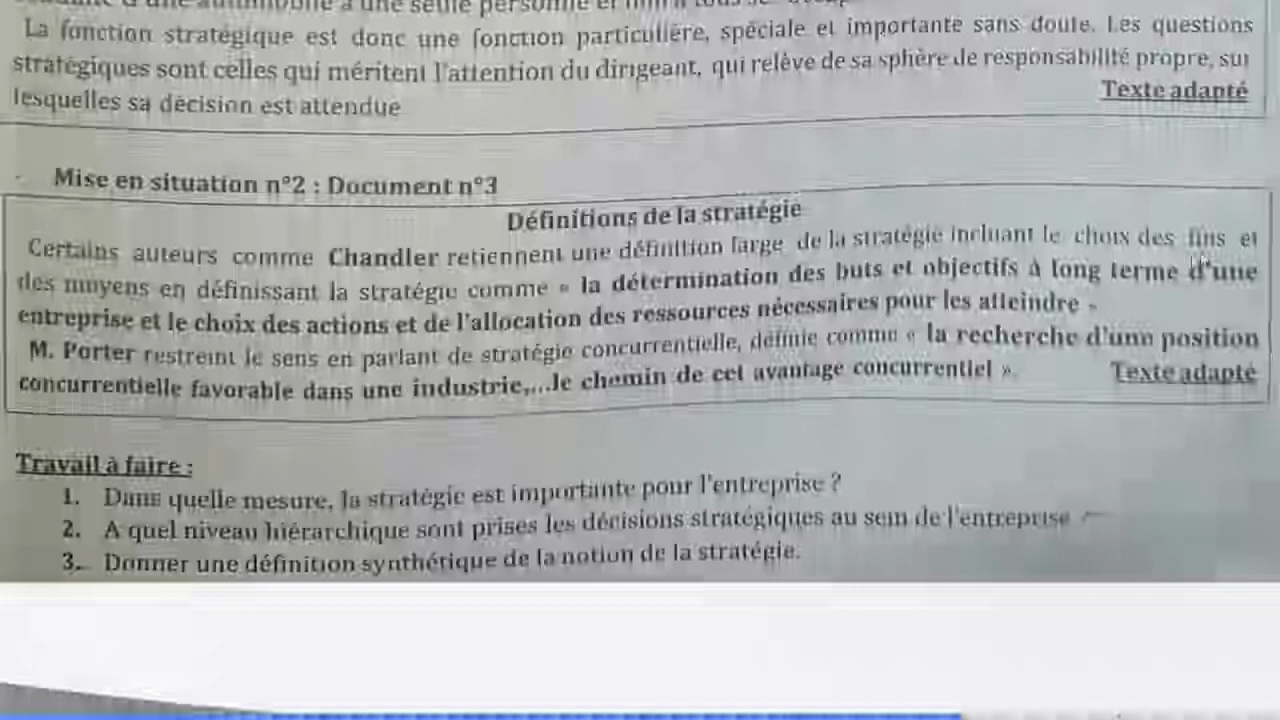 d'une automobile à une seule personne et
La fonction stratégique est donc une fonction particulière, spéciale et importante sans doute. Les questions
stratégiques sont celles qui méritent l'attention du dirigeant, qui relève de sa sphère de responsabilité propre, sur
lesquelles sa décision est attendue
Texte adapté
Mise en situation n°2 : Document n°3
Définitions de la stratégie
Certains auteurs comme Chandler retiennent une définition large de la stratégie incluant le choix des fins et
des moyens en définissant la stratégie comme « la détermination des buts et objectifs à long terme d'une
entreprise et le choix des actions et de l'allocation des ressources nécessaires pour les atteindre »
M. Porter restreint le sens en parlant de stratégie concurrentielle, définie comme « la recherche d'une position
concurrentielle favorable dans une industrie,...le chemin de cet avantage concurrentiel ».
Texte adapté
Travail à faire :
1. Dans quelle mesure, la stratégie est importante pour l'entreprise ?
2. A quel niveau hiérarchique sont prises les décisions stratégiques au sein de l'entreprise
3. Donner une définition synthétique de la notion de la stratégie.